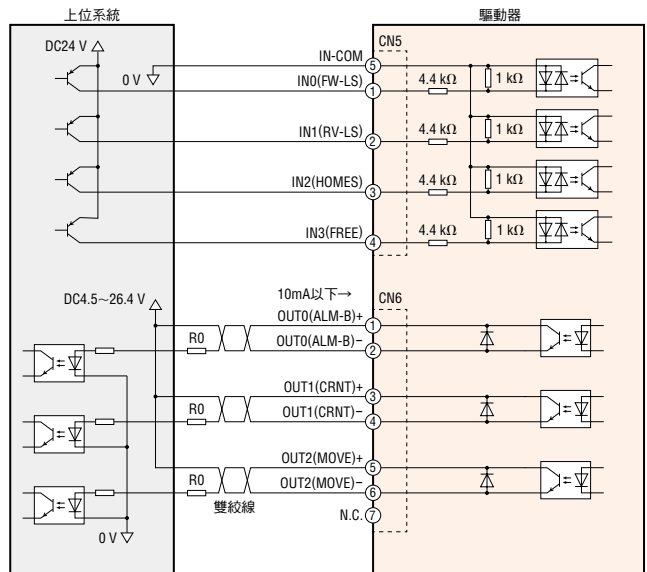 上位系統
驅動器
DC24 V
0 V
CN5
IN-COM
5
IN0(FW-LS)
1
4.4 kΩ
1 kΩ
IN1(RV-LS)
2
4.4 kΩ
1 kΩ
IN2(HOMES)
3
4.4 kΩ
1 kΩ
IN3(FREE)
4
4.4 kΩ
1 kΩ
DC4.5~26.4 V
10mA以下→
CN6
OUT0(ALM-B)+
1
R0
OUT0(ALM-B)−
2
OUT1(CRNT)+
3
R0
OUT1(CRNT)−
4
OUT2(MOVE)+
5
R0
OUT2(MOVE)−
6
雙絞線
N.C.
7
0 V